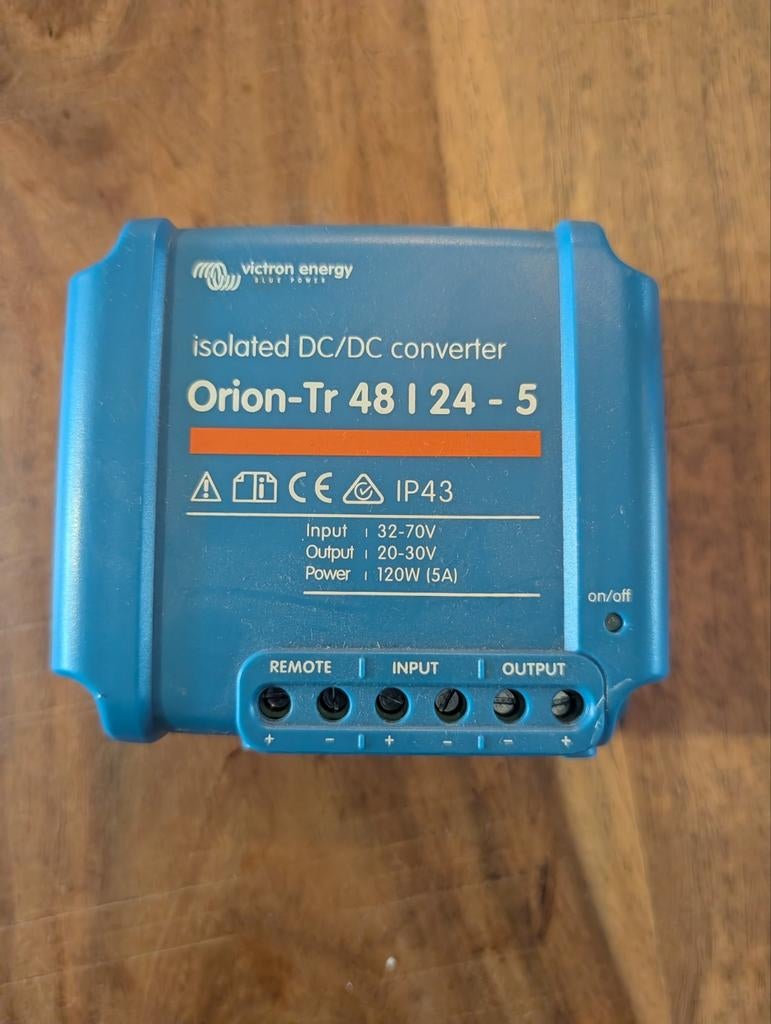 victron energy
BLUE POWER
isolated DC/DC converter
Orion-Tr 48 | 24 - 5
CE IP43
Input | 32-70V
Output | 20-30V
Power | 120W (5A)
on/off
REMOTE | INPUT | OUTPUT
+ - | + - | - +